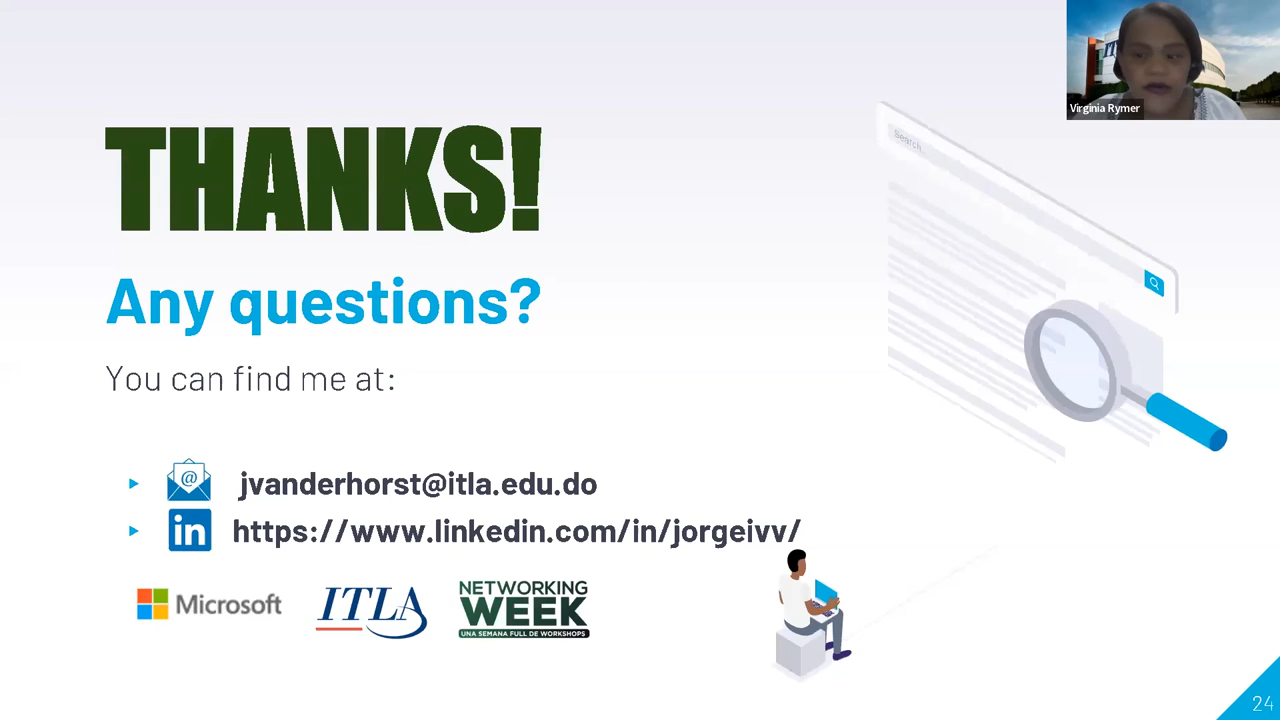 THANKS!
Any questions?
You can find me at:
jvanderhorst@itla.edu.do
https://www.linkedin.com/in/jorgeivv/
Microsoft
ITLA
NETWORKING
WEEK
UNA SEMANA FULL DE WORKSHOPS
Search
Virginia Rymer
24